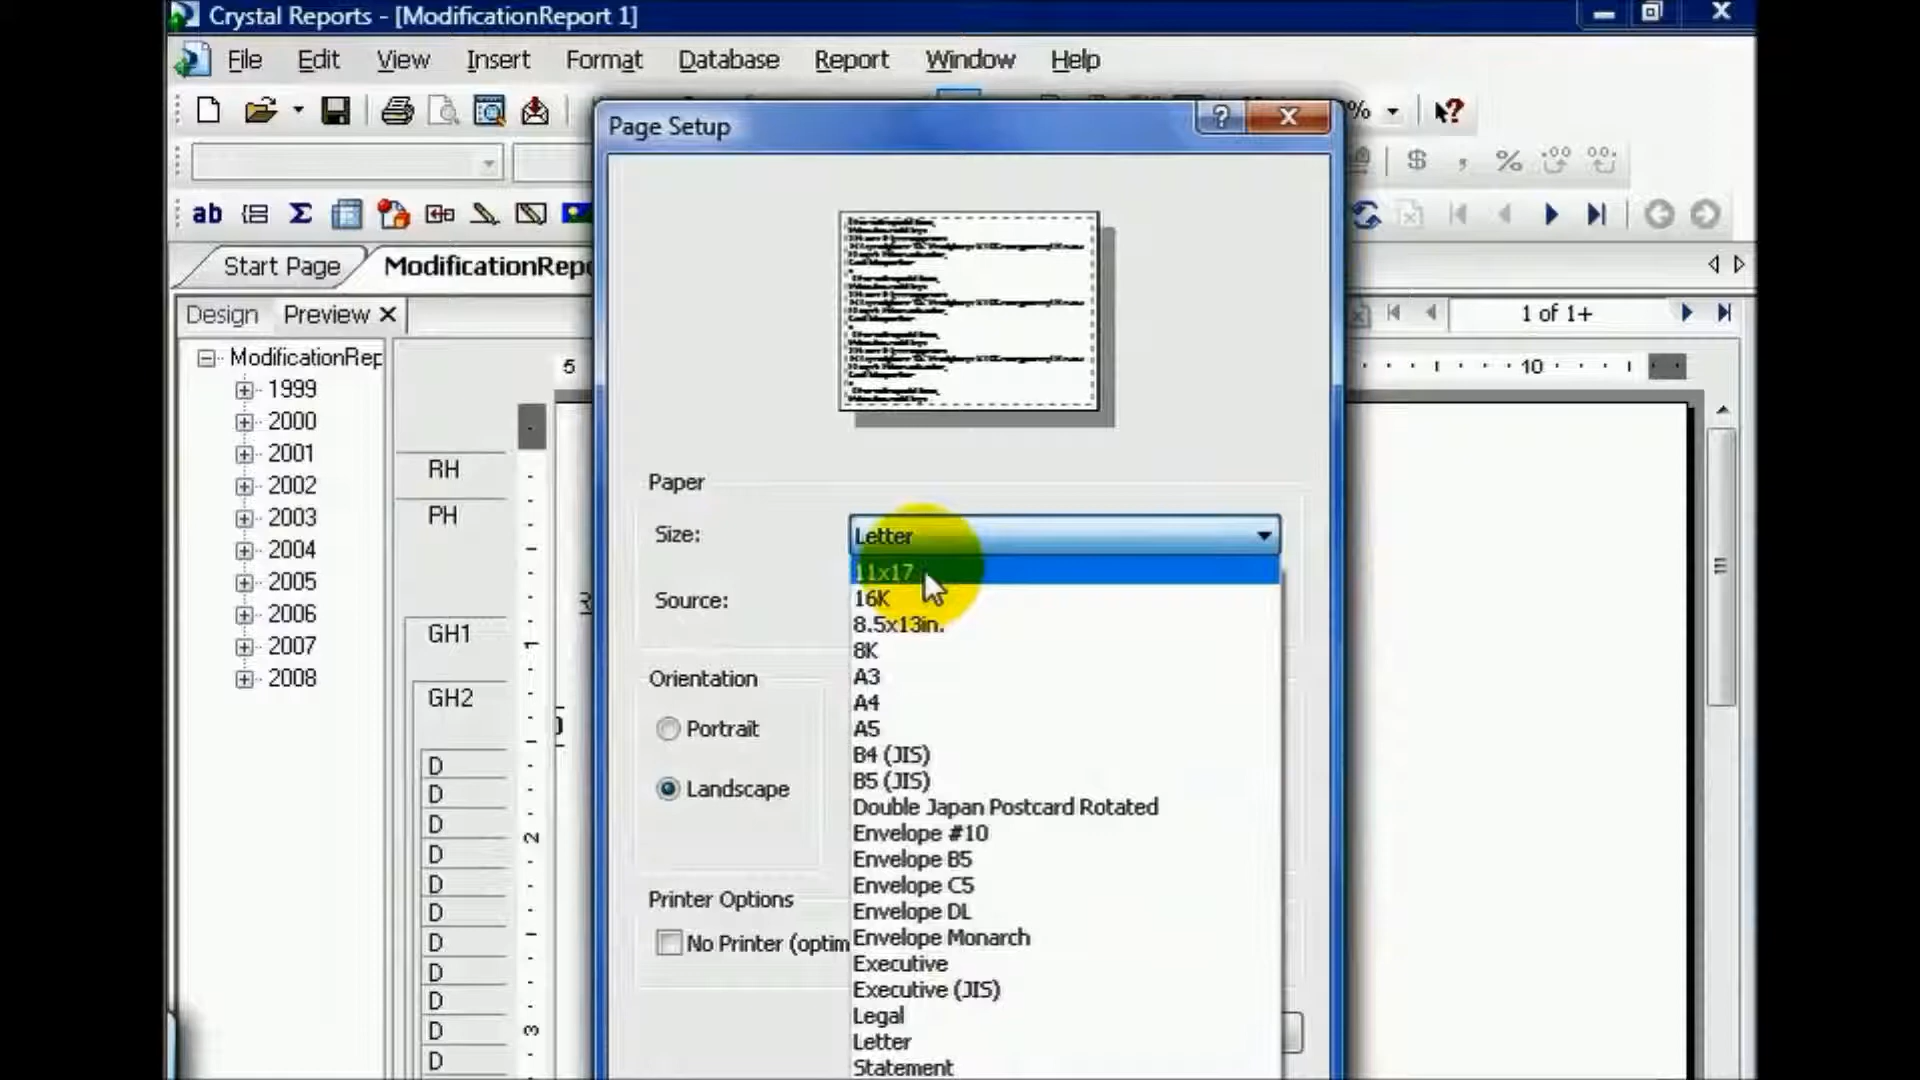 Crystal Reports - [ModificationReport 1]
File Edit View Insert Format Database Report Window Help
Page Setup
Start Page
ModificationRepo
Design Preview
1 of 1+
ModificationRep
1999
2000
2001
2002
2003
2004
2005
2006
2007
2008
5
10
RH
PH
GH1
GH2
D
D
D
D
D
D
D
D
D
D
D
1
2
3
Paper
Size:
Letter
Source:
11x17
16K
8.5x13in.
8K
A3
A4
A5
B4 (JIS)
B5 (JIS)
Double Japan Postcard Rotated
Envelope #10
Envelope B5
Envelope C5
Envelope DL
Envelope Monarch
Executive
Executive (JIS)
Legal
Letter
Statement
Orientation
Portrait
Landscape
Printer Options
No Printer (optim